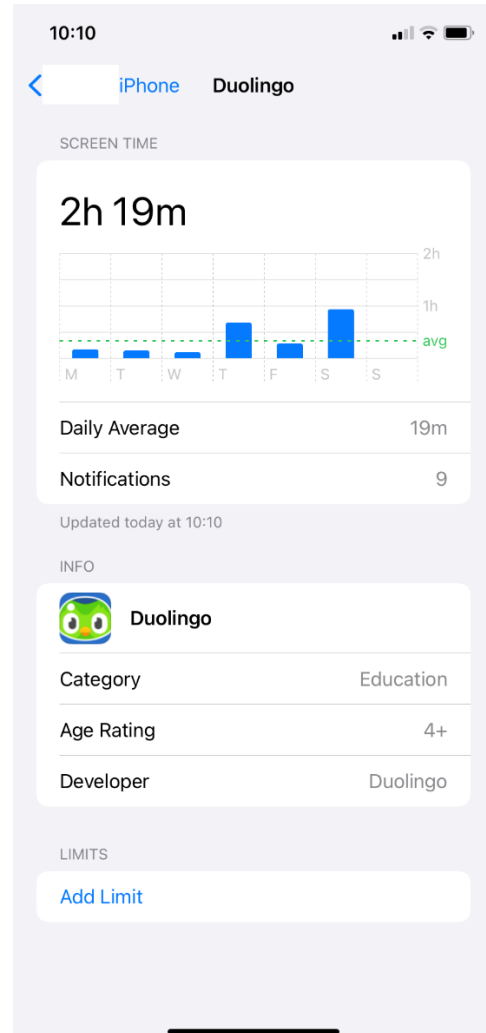 10:10
iPhone Duolingo
SCREEN TIME
2h 19m
2h
1h
avg
M T W T F S S
Daily Average 19m
Notifications 9
Updated today at 10:10
INFO
Duolingo
Category Education
Age Rating 4+
Developer Duolingo
LIMITS
Add Limit